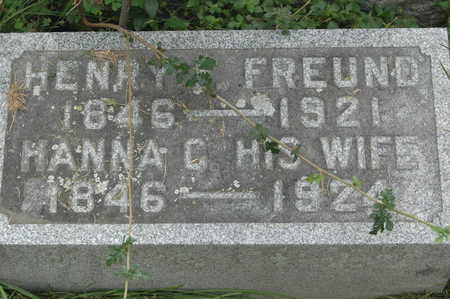 HENRY FREUND
1846 — 1921
HANNA C. HIS WIFE
1846 — 1924